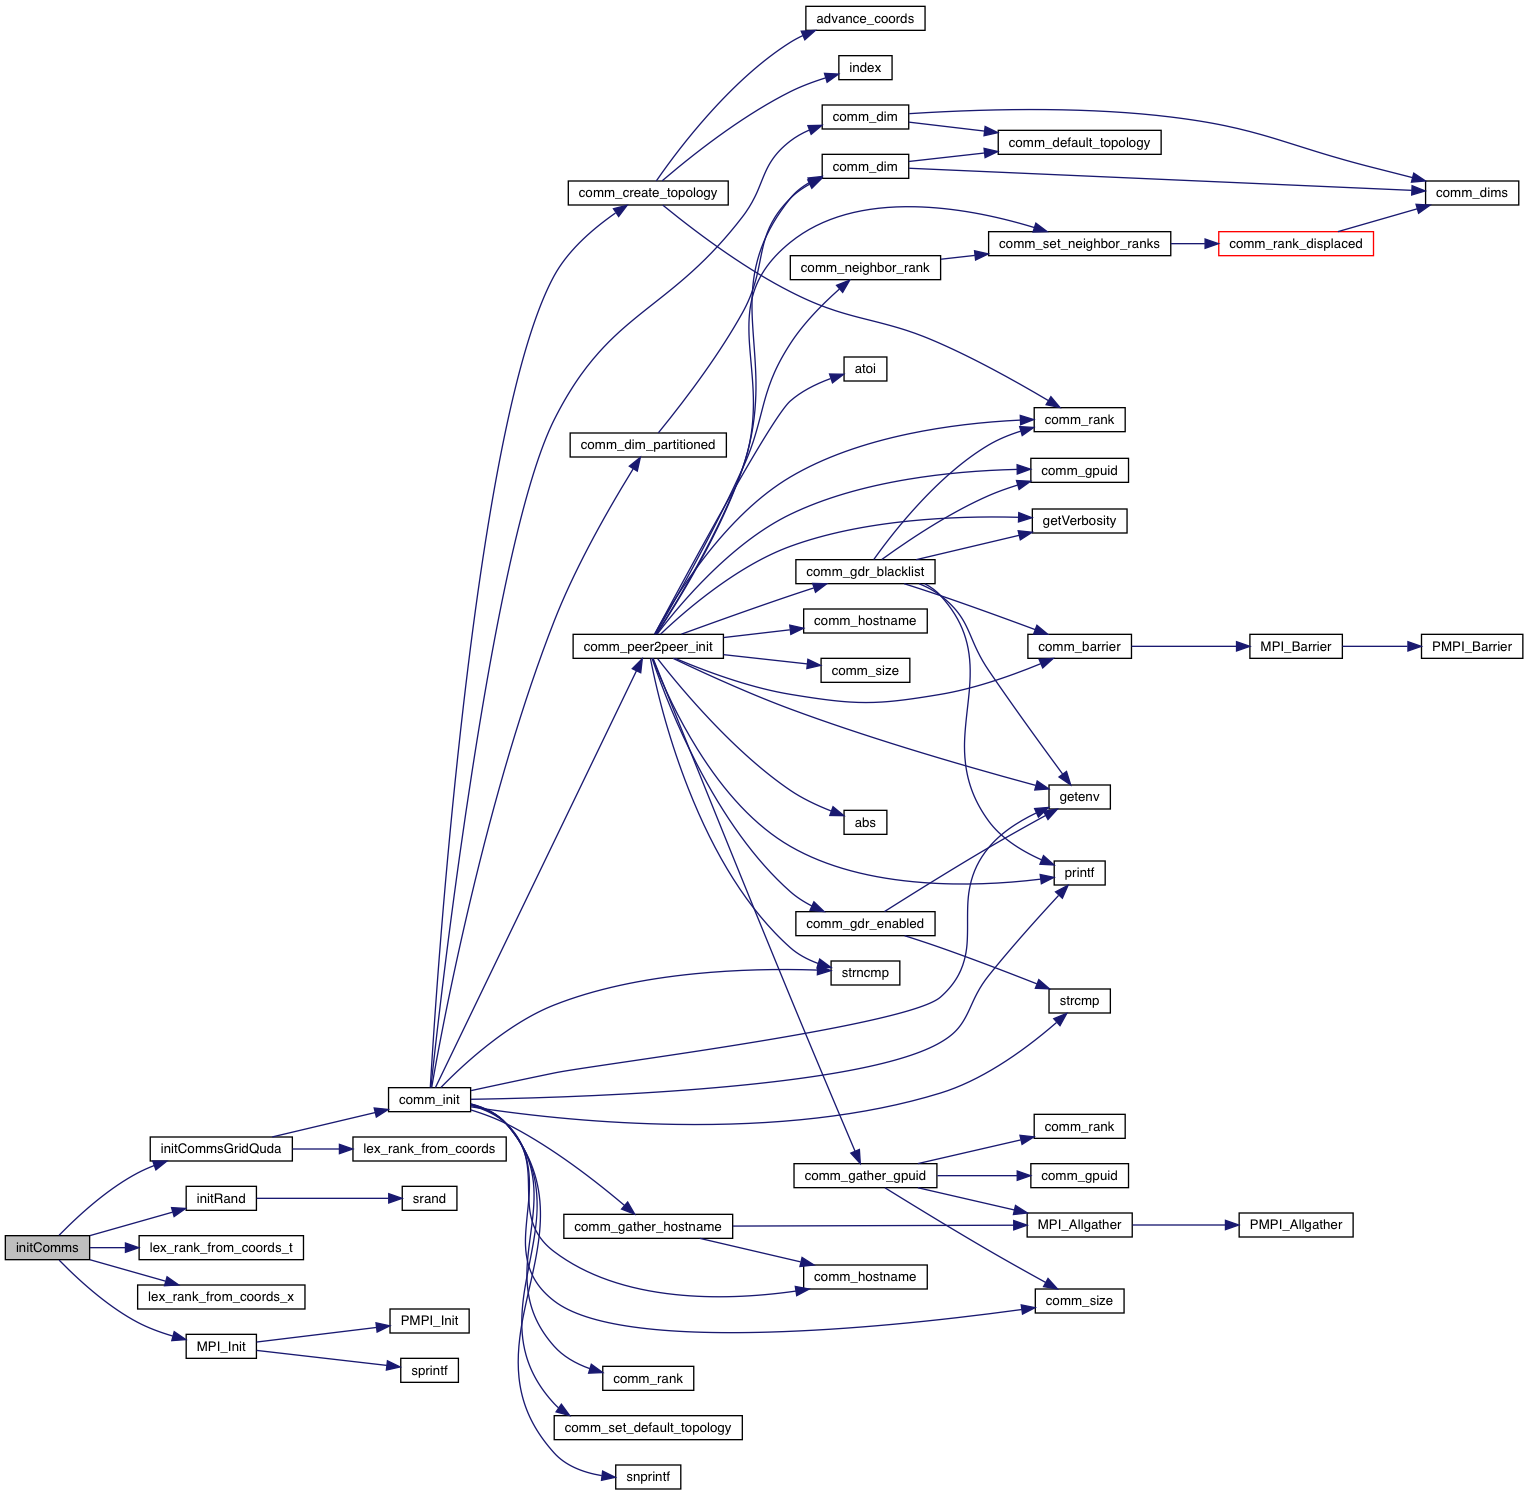 advance_coords
index
comm_dim
comm_default_topology
comm_dim
comm_create_topology
comm_dims
comm_set_neighbor_ranks
comm_rank_displaced
comm_neighbor_rank
atoi
comm_rank
comm_dim_partitioned
comm_gpuid
getVerbosity
comm_gdr_blacklist
comm_hostname
comm_peer2peer_init
comm_barrier
MPI_Barrier
PMPI_Barrier
comm_size
getenv
abs
printf
comm_gdr_enabled
strncmp
strcmp
comm_init
comm_rank
initCommsGridQuda
lex_rank_from_coords
comm_gather_gpuid
comm_gpuid
initRand
srand
comm_gather_hostname
MPI_Allgather
PMPI_Allgather
initComms
lex_rank_from_coords_t
comm_hostname
lex_rank_from_coords_x
comm_size
PMPI_Init
MPI_Init
sprintf
comm_rank
comm_set_default_topology
snprintf